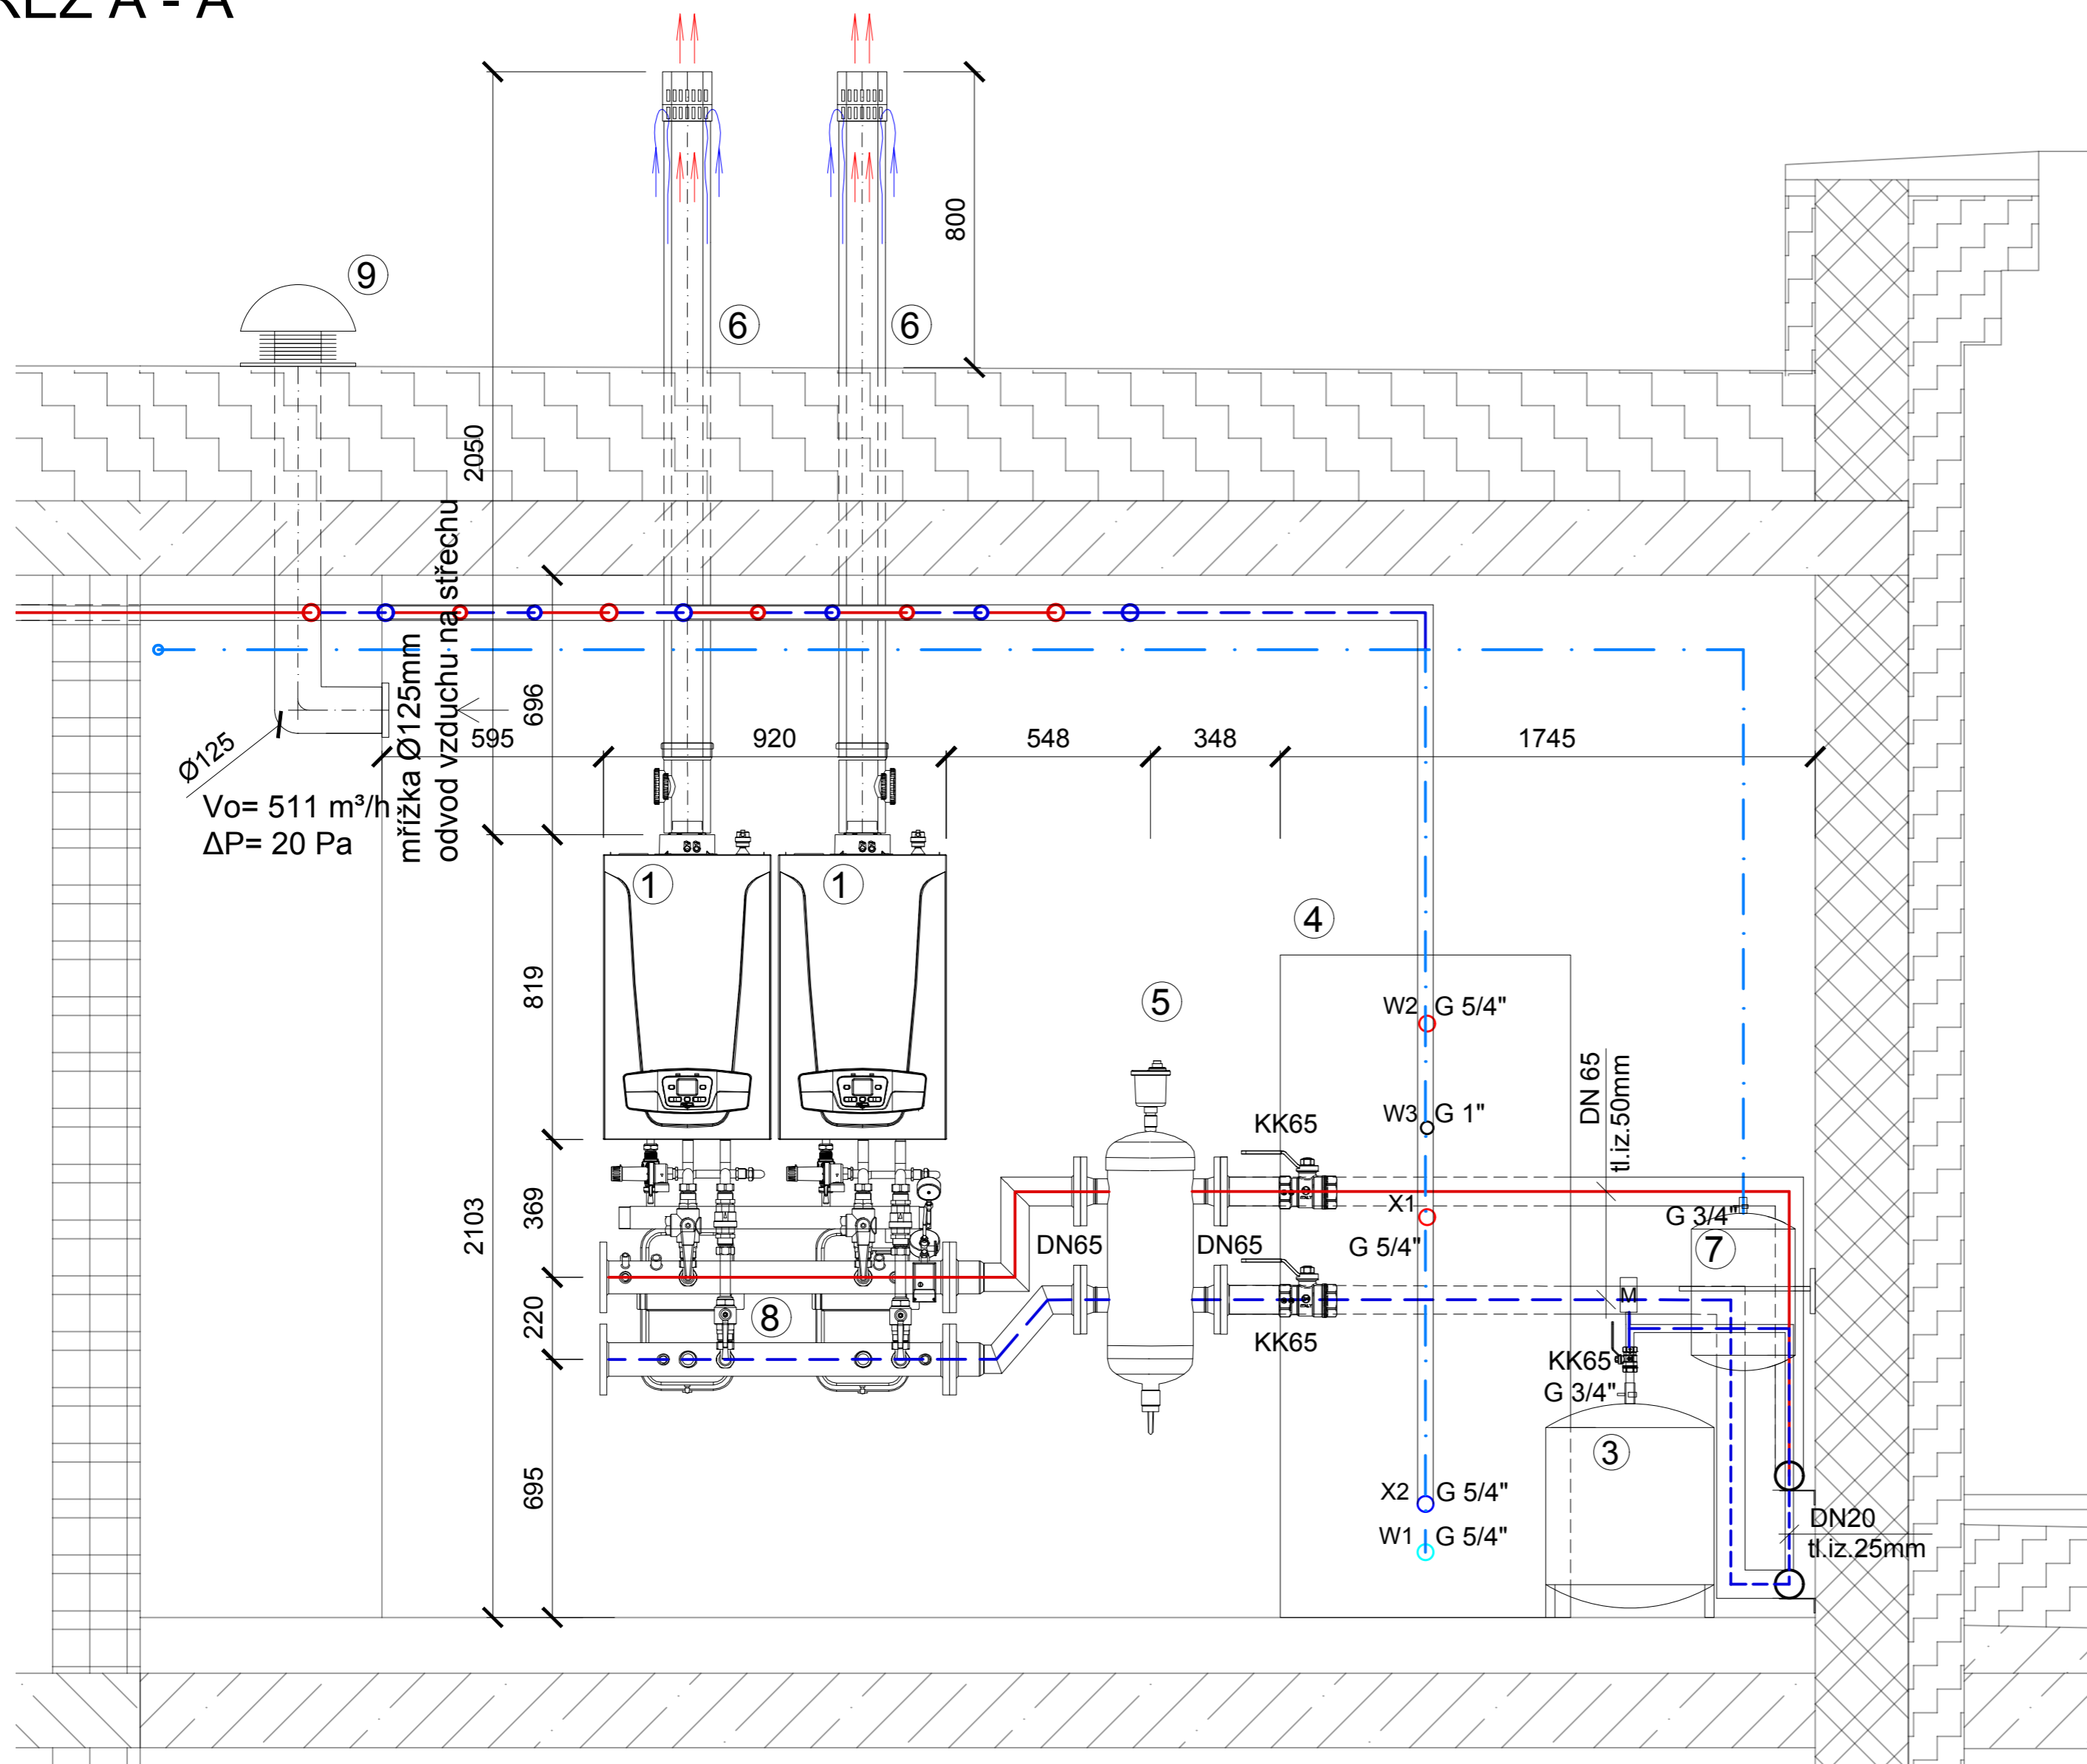 ŘEZ A - A
9
6
6
800
2050
mřížka Ø125mm
odvod vzduchu na střechu
696
595
920
548
348
1745
Ø125
Vo= 511 m³/h
ΔP= 20 Pa
1
1
4
819
5
W2
G 5/4"
W3
G 1"
DN 65
tl.iz.50mm
KK65
2103
369
X1
G 3/4"
DN65
DN65
G 5/4"
7
M
220
8
KK65
KK65
G 3/4"
3
695
X2
G 5/4"
W1
G 5/4"
DN20
tl.iz.25mm